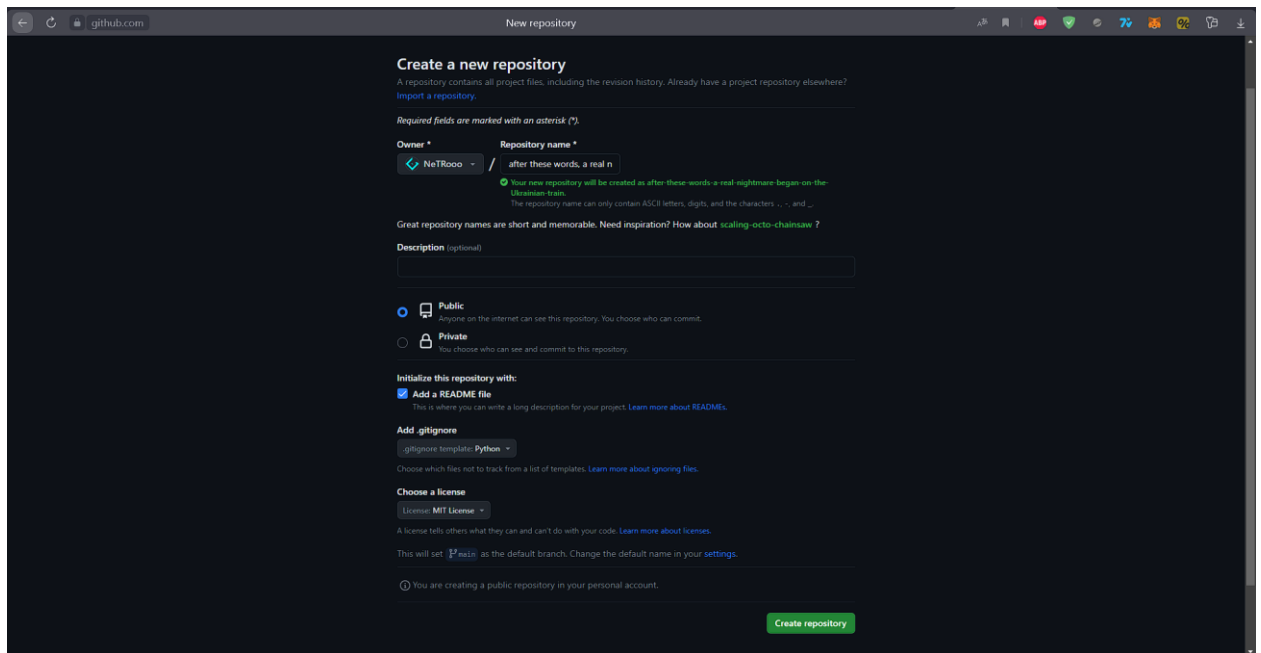 github.com
New repository
ABP
Create a new repository
A repository contains all project files, including the revision history. Already have a project repository elsewhere?
Import a repository.
Required fields are marked with an asterisk (*).
Owner *
Repository name *
NeTRooo
/
after these words, a real n
Your new repository will be created as after-these-words-a-real-nightmare-began-on-the-
Ukrainian-train.
The repository name can only contain ASCII letters, digits, and the characters ., -, and _.
Great repository names are short and memorable. Need inspiration? How about scaling-octo-chainsaw ?
Description (optional)
Public
Anyone on the internet can see this repository. You choose who can commit.
Private
You choose who can see and commit to this repository.
Initialize this repository with:
Add a README file
This is where you can write a long description for your project. Learn more about READMEs.
Add .gitignore
.gitignore template: Python
Choose which files not to track from a list of templates. Learn more about ignoring files.
Choose a license
License: MIT License
A license tells others what they can and can't do with your code. Learn more about licenses.
This will set main as the default branch. Change the default name in your settings.
You are creating a public repository in your personal account.
Create repository